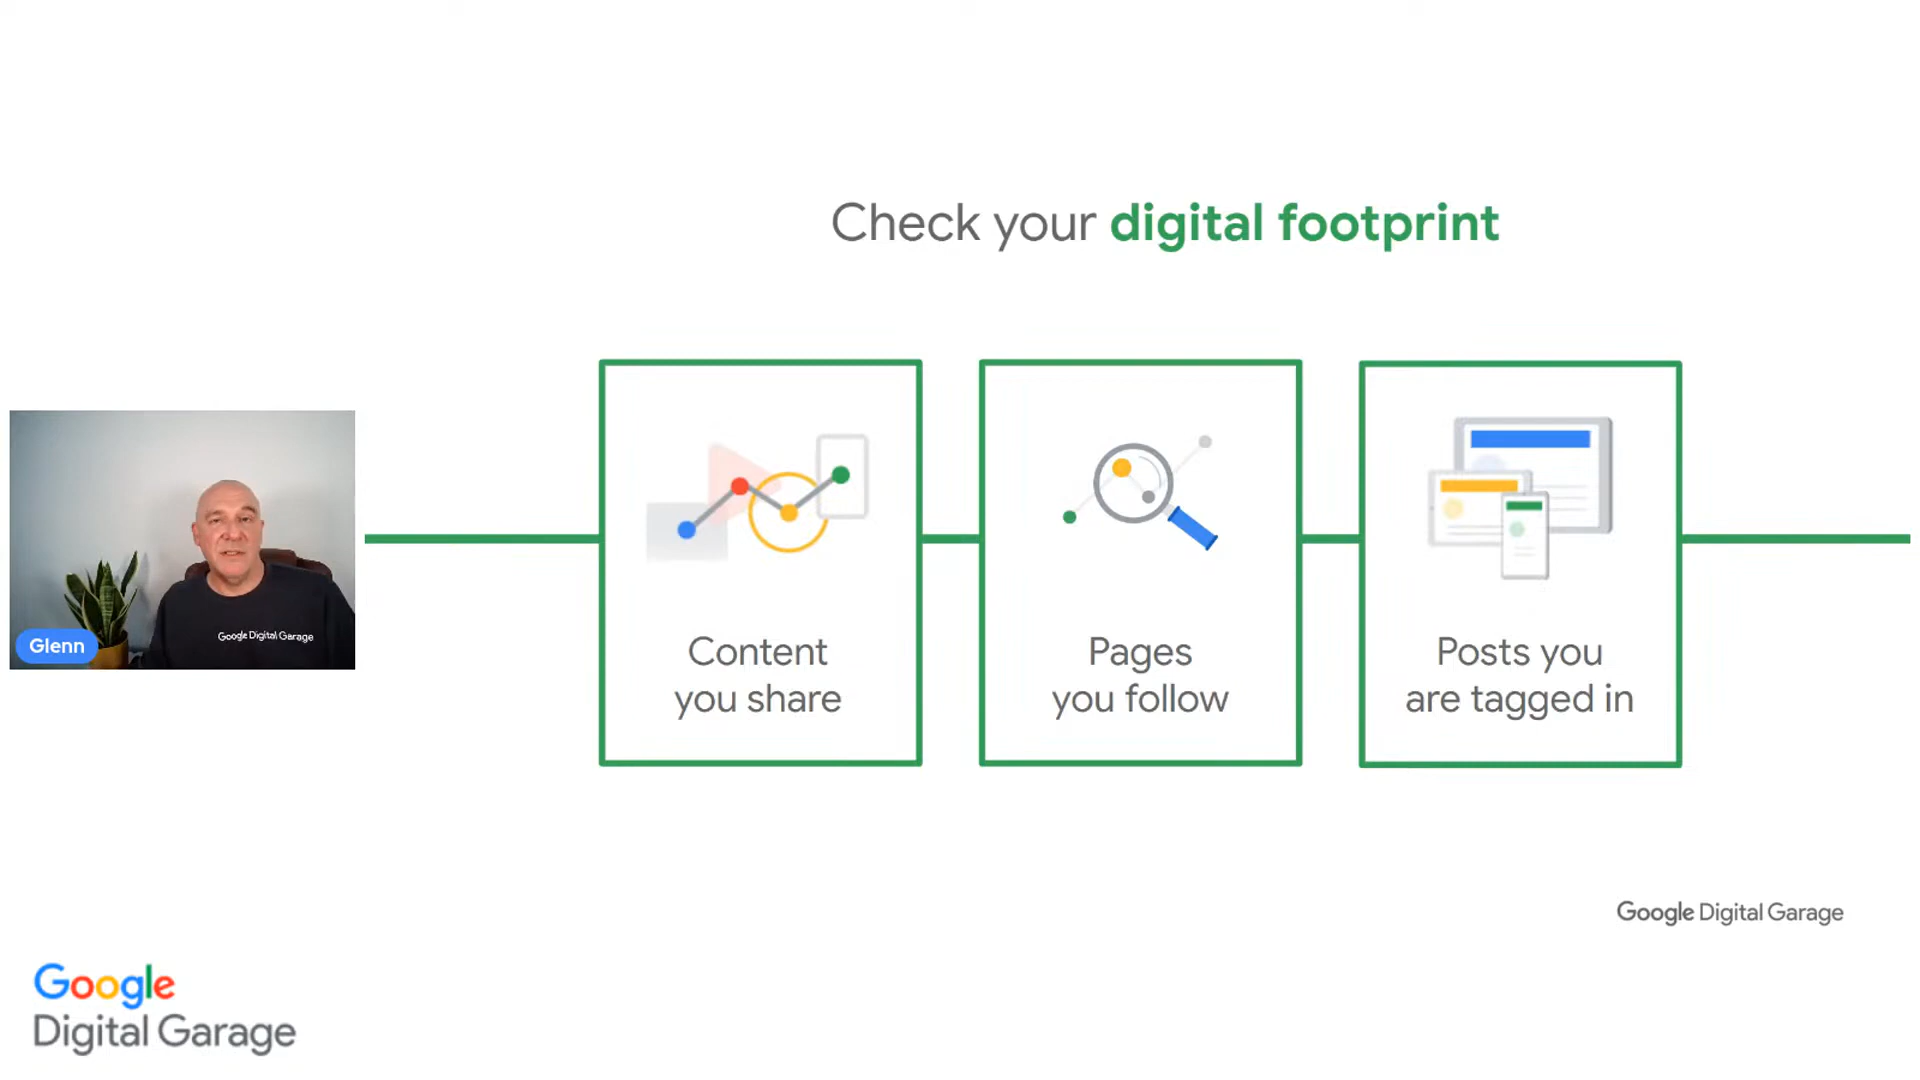 Check your digital footprint
Content
you share
Pages
you follow
Posts you
are tagged in
Glenn
Google Digital Garage
Google Digital Garage
Google
Digital Garage